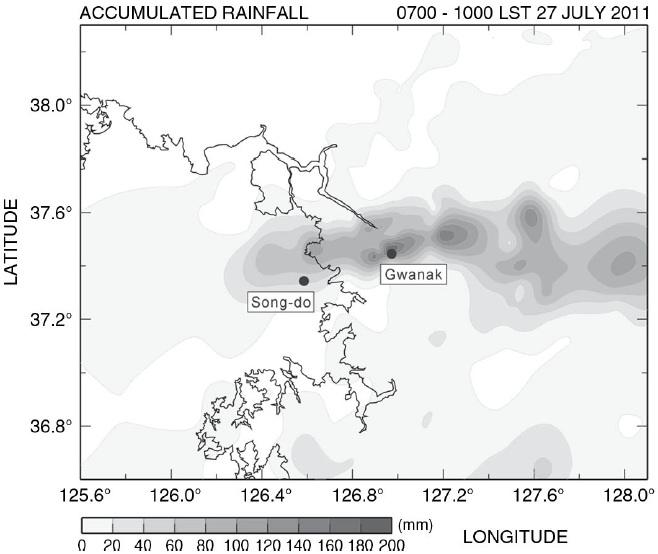 ACCUMULATED RAINFALL 0700 - 1000 LST 27 JULY 2011
38.0°
37.6°
37.2°
36.8°
LATITUDE
Gwanak
Song-do
125.6° 126.0° 126.4° 126.8° 127.2° 127.6° 128.0°
(mm)
0 20 40 60 80 100 120 140 160 180 200
LONGITUDE